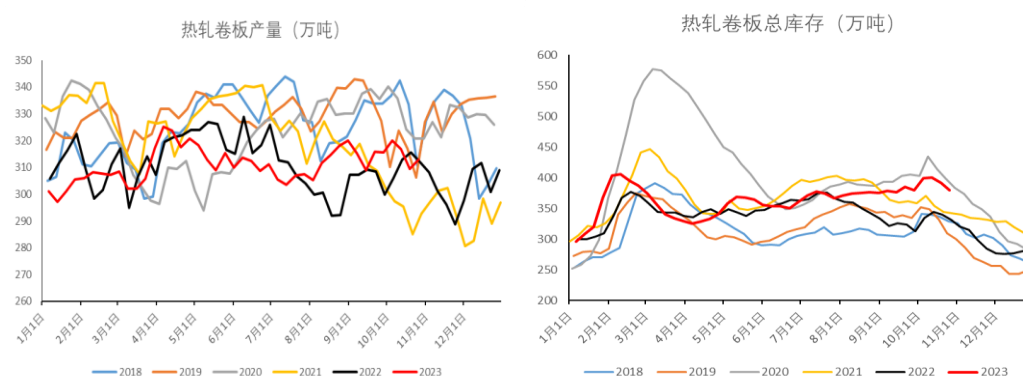 热轧卷板产量（万吨）
350
340
330
320
310
300
290
280
270
260
1月1日
2月1日
3月1日
4月1日
5月1日
6月1日
7月1日
8月1日
9月1日
10月1日
11月1日
12月1日
2018 2019 2020 2021 2022 2023
热轧卷板总库存（万吨）
600
550
500
450
400
350
300
250
200
1月1日
2月1日
3月1日
4月1日
5月1日
6月1日
7月1日
8月1日
9月1日
10月1日
11月1日
12月1日
2018 2019 2020 2021 2022 2023